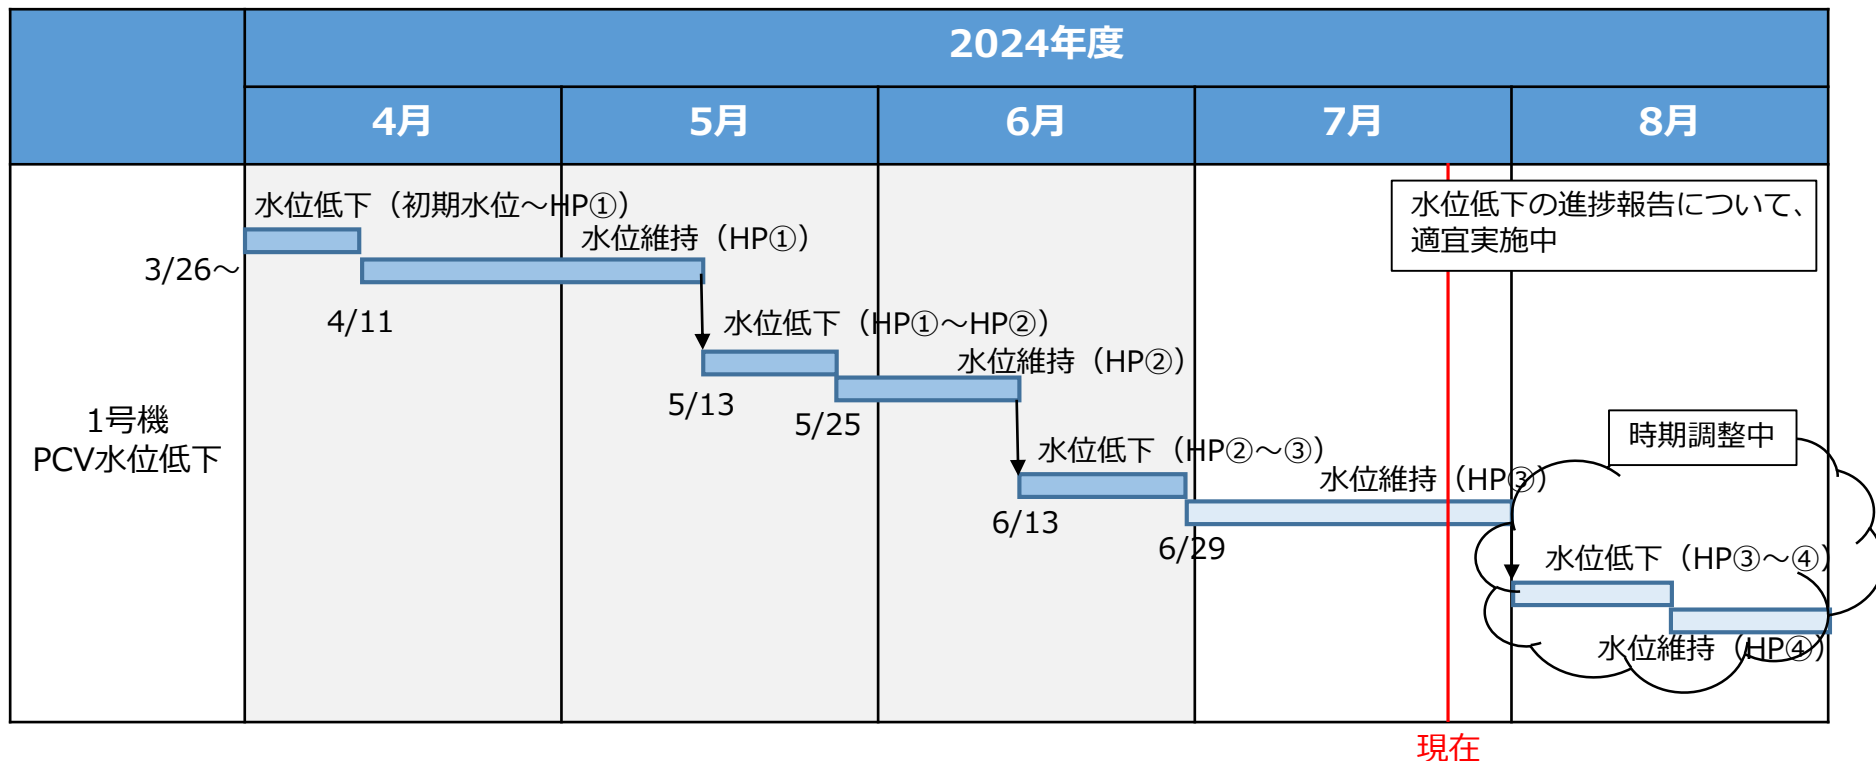 2024年度
4月
5月
6月
7月
8月
1号機
PCV水位低下
3/26～
水位低下（初期水位～HP①）
4/11
水位維持（HP①）
水位低下（HP①～HP②）
5/13
水位維持（HP②）
5/25
水位低下（HP②～③）
6/13
水位維持（HP③）
6/29
水位低下の進捗報告について、
適宜実施中
時期調整中
水位低下（HP③～④）
水位維持（HP④）
現在